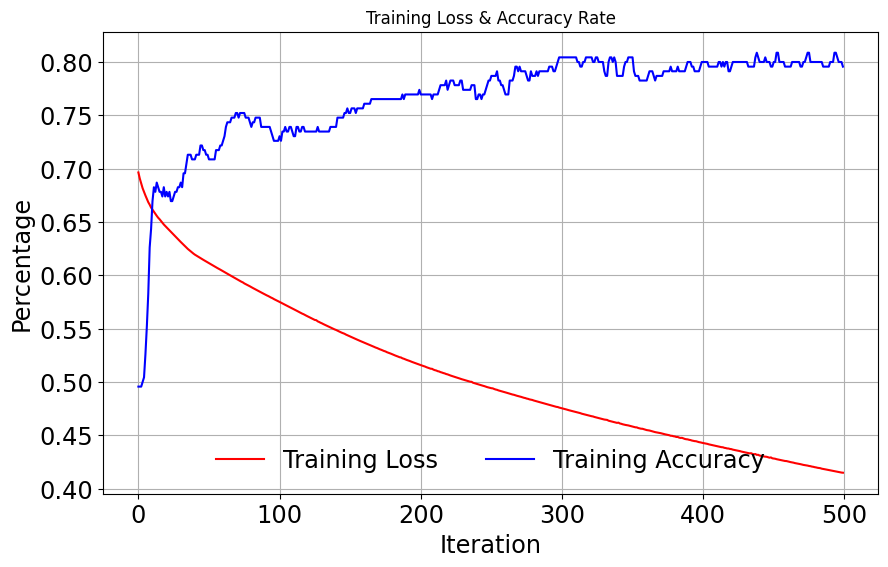 Training Loss & Accuracy Rate
0.80
0.75
0.70
0.65
0.60
0.55
0.50
0.45
0.40
Percentage
Training Loss
Training Accuracy
0 100 200 300 400 500
Iteration